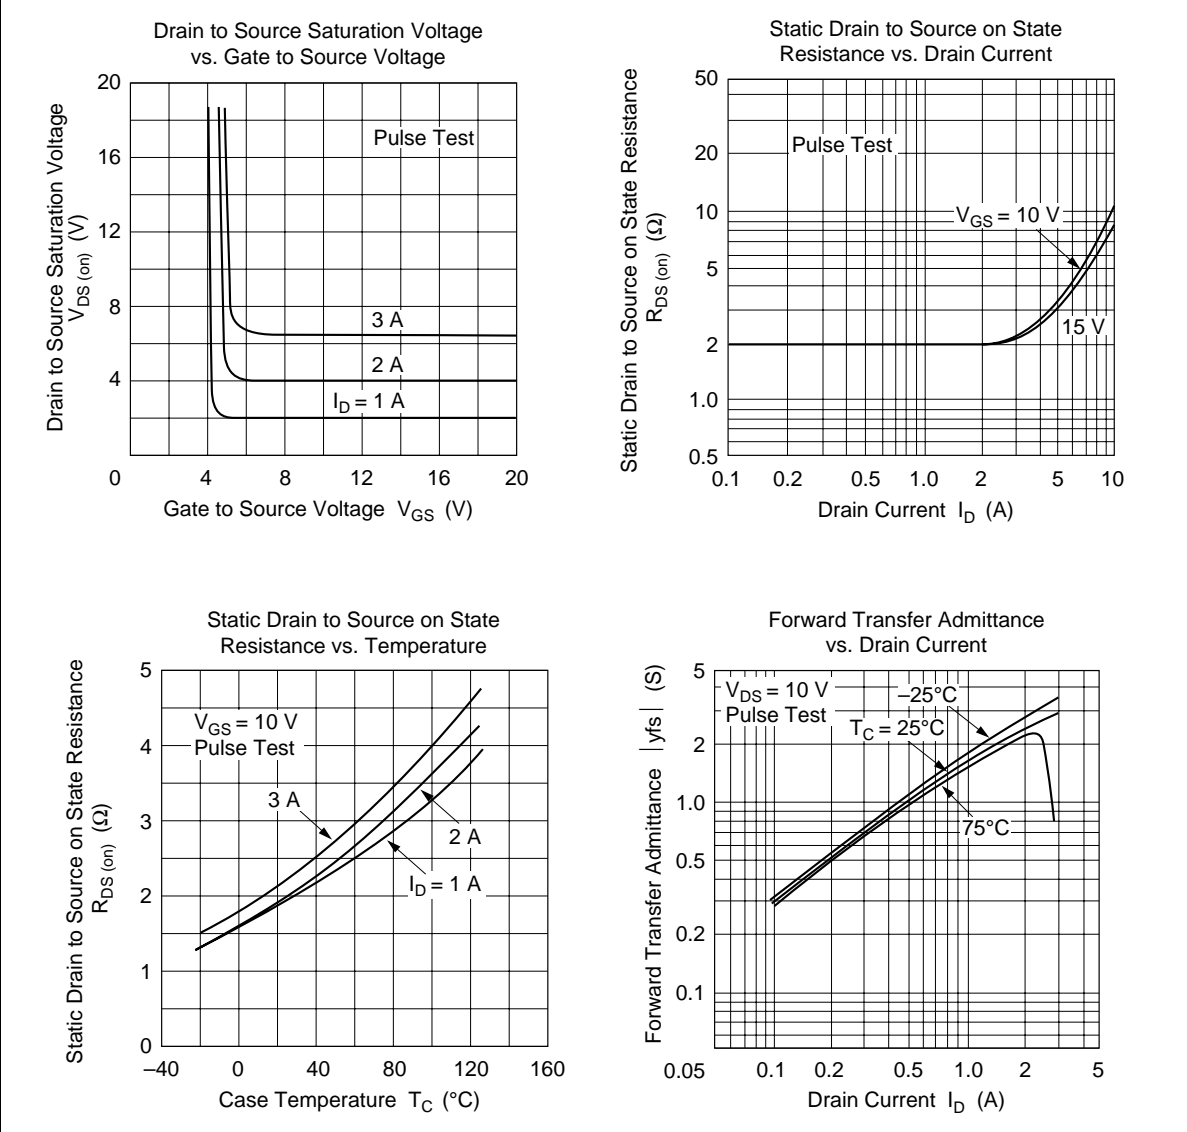 Drain to Source Saturation Voltage
vs. Gate to Source Voltage
Drain to Source Saturation Voltage
V_DS (on) (V)
20
16
12
8
4
0
Pulse Test
3 A
2 A
I_D = 1 A
4
8
12
16
20
Gate to Source Voltage V_GS (V)
Static Drain to Source on State
Resistance vs. Drain Current
Static Drain to Source on State Resistance
R_DS (on) (Ω)
50
20
10
5
2
1.0
0.5
Pulse Test
V_GS = 10 V
15 V
0.1
0.2
0.5
1.0
2
5
10
Drain Current I_D (A)
Static Drain to Source on State
Resistance vs. Temperature
Static Drain to Source on State Resistance
R_DS (on) (Ω)
5
4
3
2
1
0
V_GS = 10 V
Pulse Test
3 A
2 A
I_D = 1 A
–40
0
40
80
120
160
Case Temperature T_C (°C)
Forward Transfer Admittance
vs. Drain Current
Forward Transfer Admittance |yfs| (S)
5
2
1.0
0.5
0.2
0.1
0.05
V_DS = 10 V
Pulse Test
–25°C
T_C = 25°C
75°C
0.1
0.2
0.5
1.0
2
5
Drain Current I_D (A)